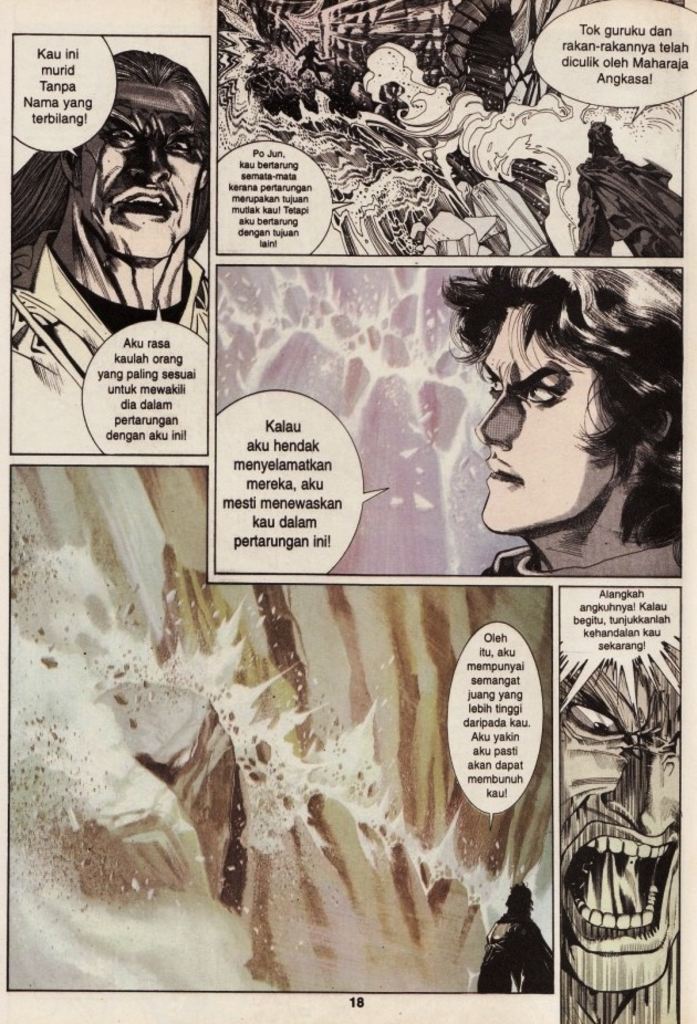 Kau ini
murid
Tanpa
Nama yang
terbilang!
Aku rasa
kaulah orang
yang paling sesuai
untuk mewakili
dia dalam
pertarungan
dengan aku ini!
Tok guruku dan
rakan-rakannya telah
diculik oleh Maharaja
Angkasa!
Po Jun,
kau bertarung
semata-mata
kerana pertarungan
merupakan tujuan
mutlak kau! Tetapi
aku bertarung
dengan tujuan
lain!
Kalau
aku hendak
menyelamatkan
mereka, aku
mesti menewaskan
kau dalam
pertarungan ini!
Oleh
itu, aku
mempunyai
semangat
juang yang
lebih tinggi
daripada kau.
Aku yakin
aku pasti
akan dapat
membunuh
kau!
Alangkah
angkuhnya! Kalau
begitu, tunjukkanlah
kehandalan kau
sekarang!
18